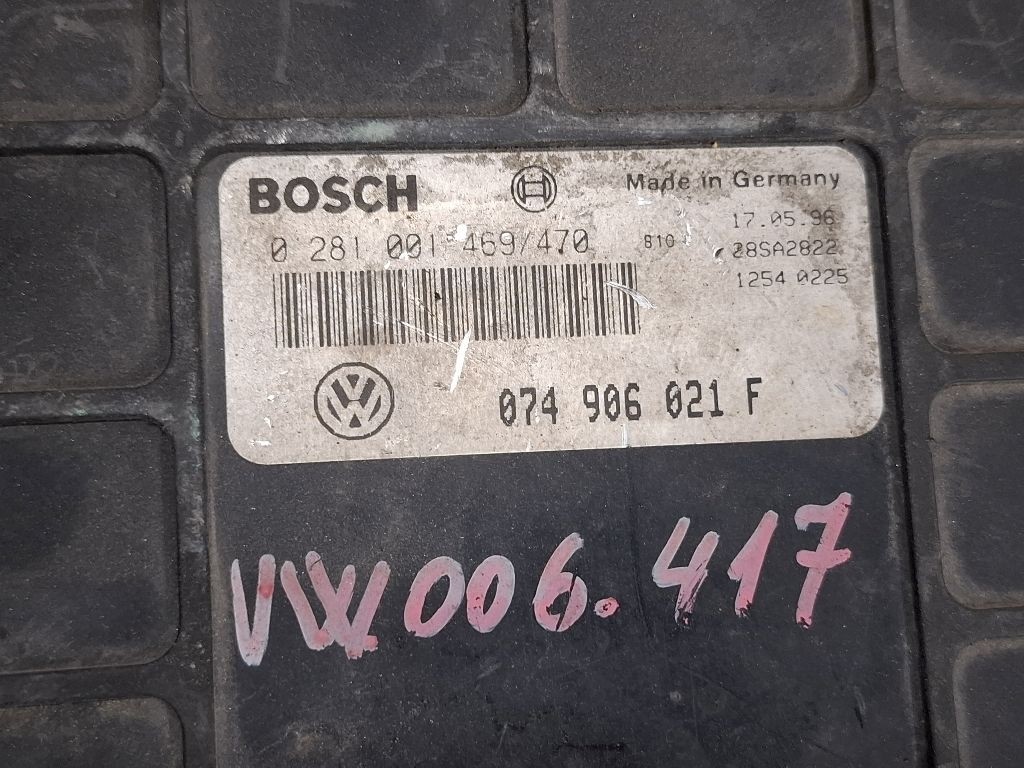 BOSCH
Made in Germany
17.05.96
0 281 001 469/470
810
28SA2822
1254 0225
074 906 021 F
VW006.417